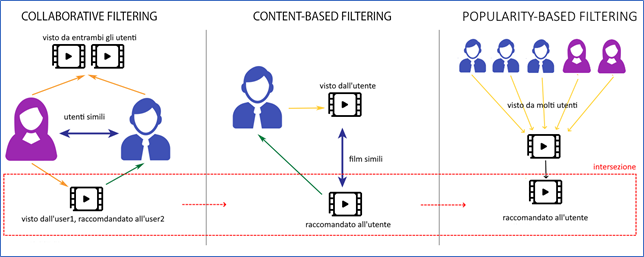 COLLABORATIVE FILTERING
visto da entrambi gli utenti
utenti simili
visto dall'user1, raccomdandato all'user2
CONTENT-BASED FILTERING
visto dall'utente
film simili
raccomandato all'utente
POPULARITY-BASED FILTERING
visto da molti utenti
intersezione
raccomandato all'utente